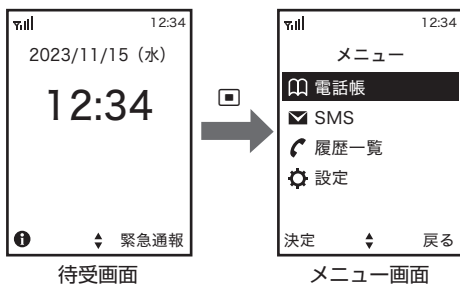 12:34
2023/11/15（水）
12:34
緊急通報
待受画面
12:34
メニュー
電話帳
SMS
履歴一覧
設定
決定 戻る
メニュー画面